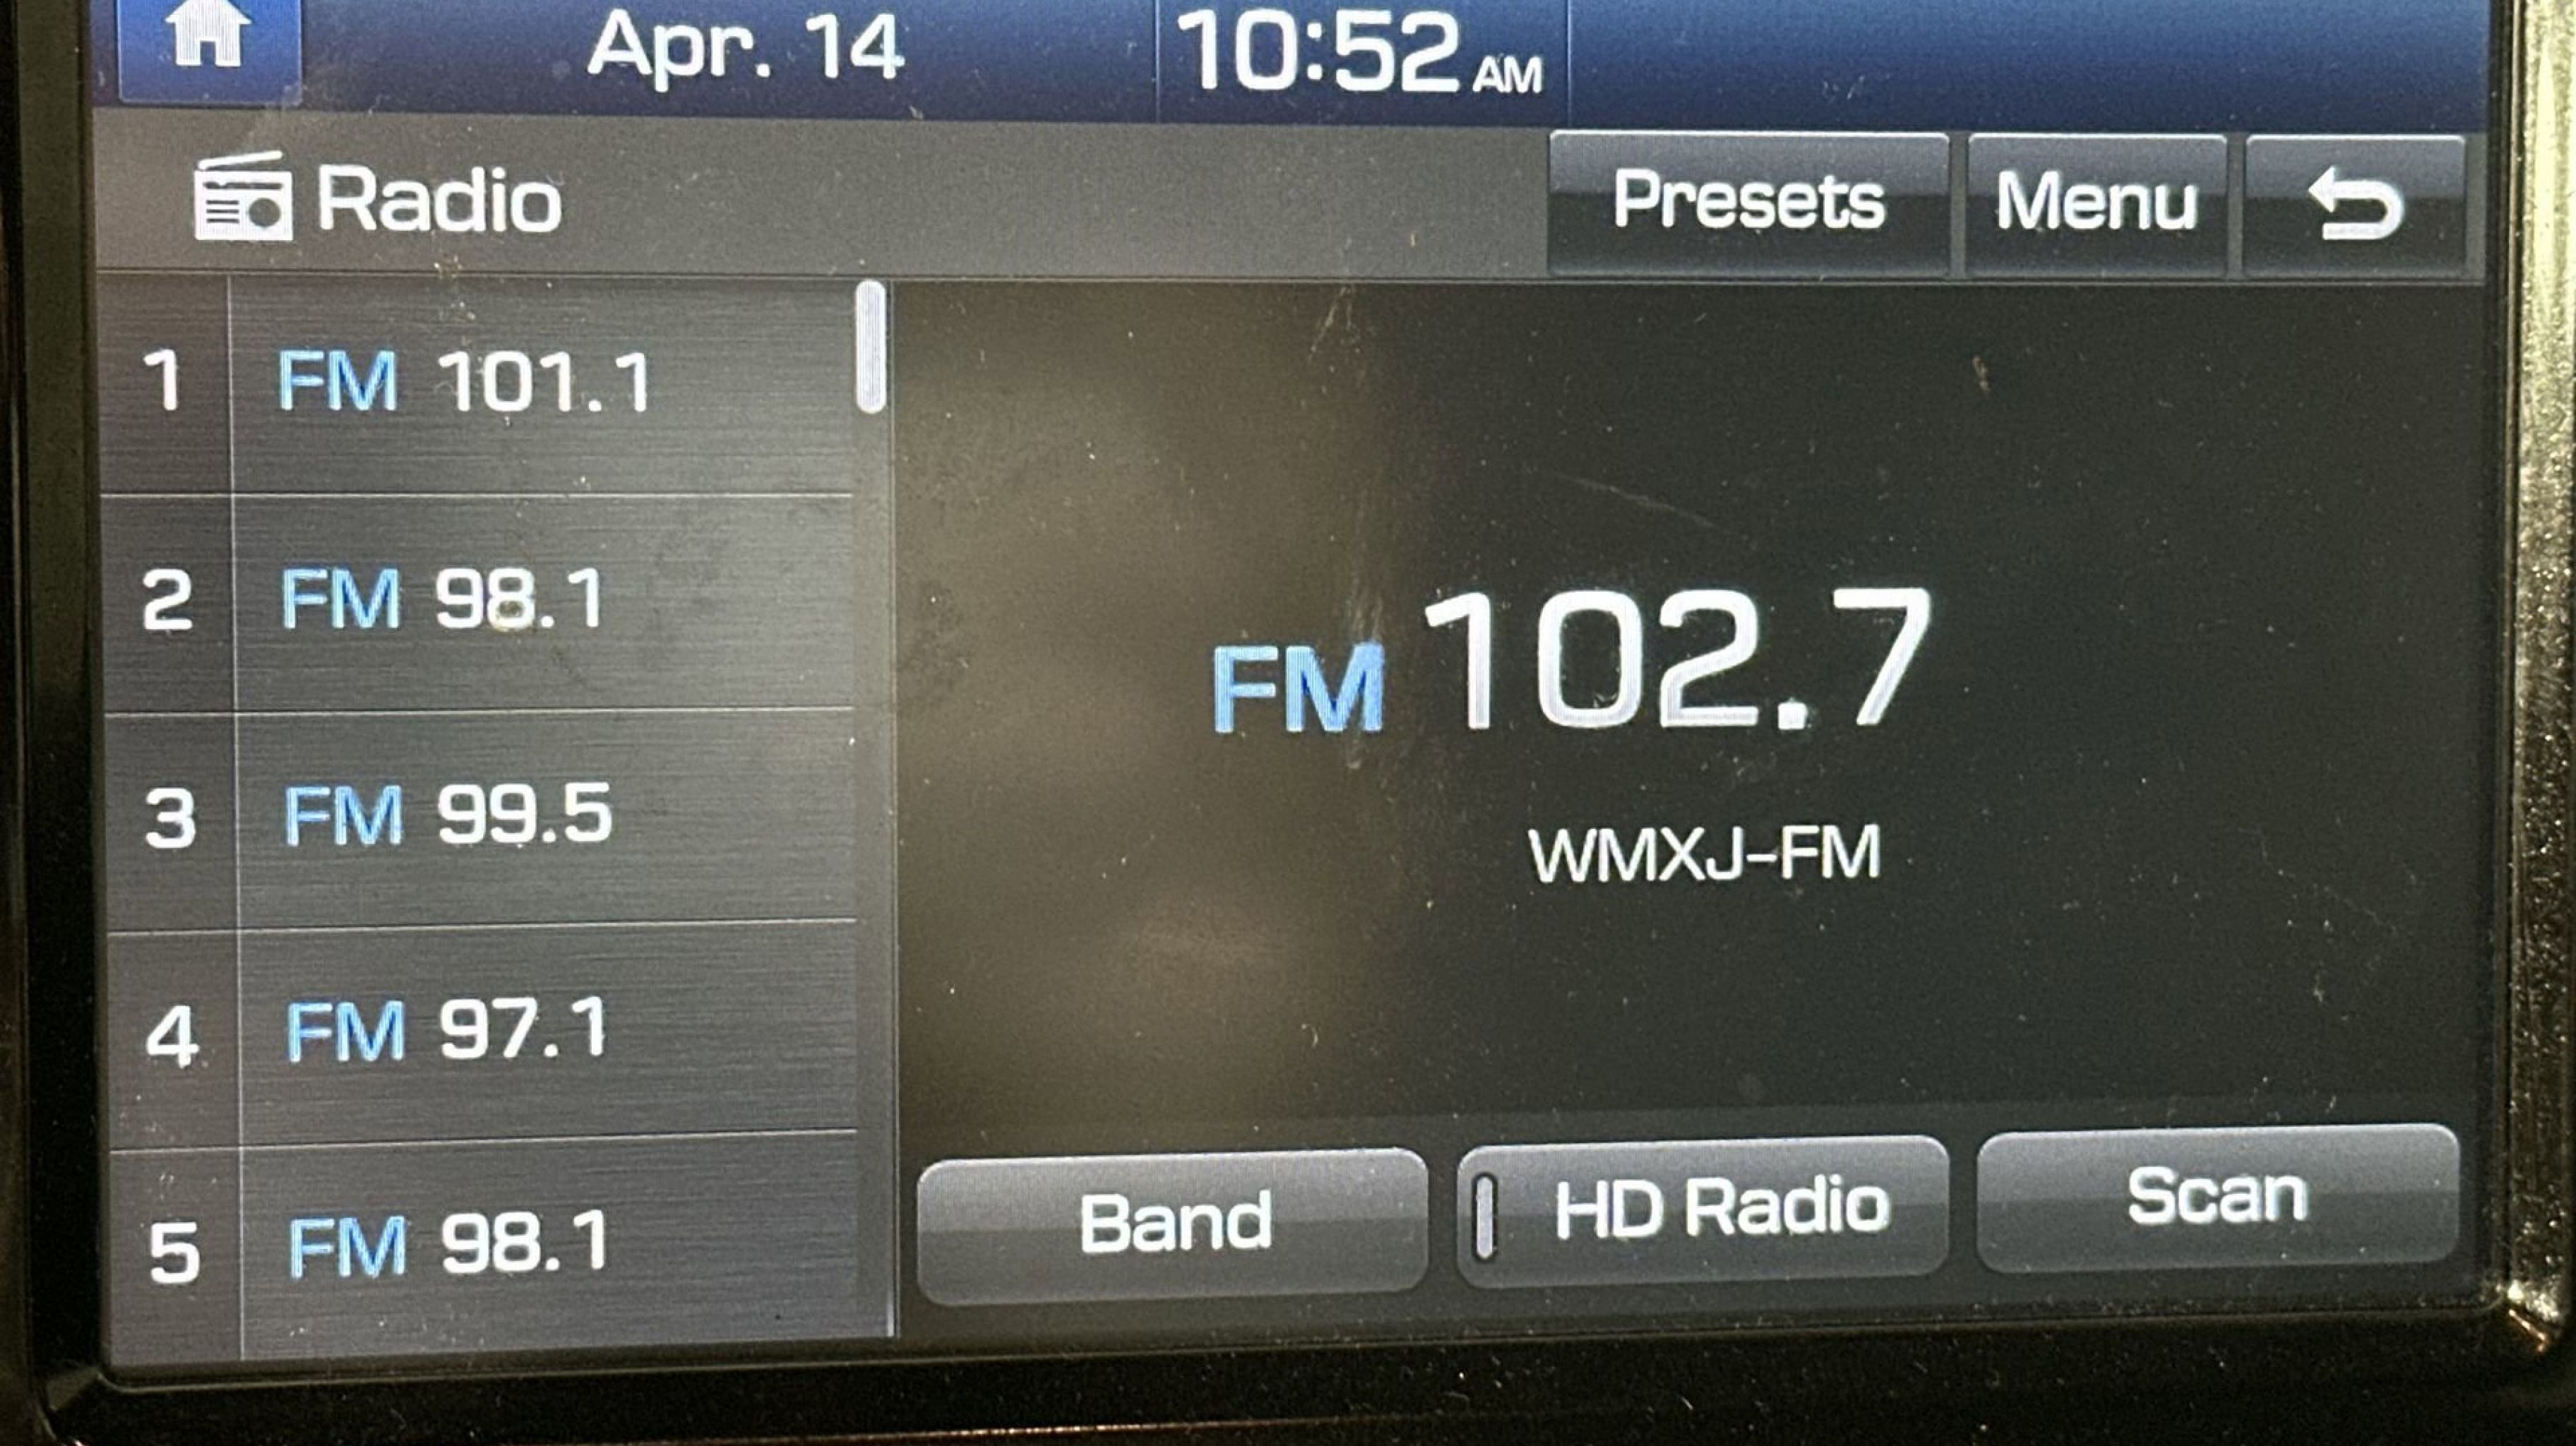 Apr. 14 10:52 AM
Radio Presets Menu
1 FM 101.1
2 FM 98.1
3 FM 99.5
4 FM 97.1
5 FM 98.1
FM 102.7
WMXJ-FM
Band HD Radio Scan